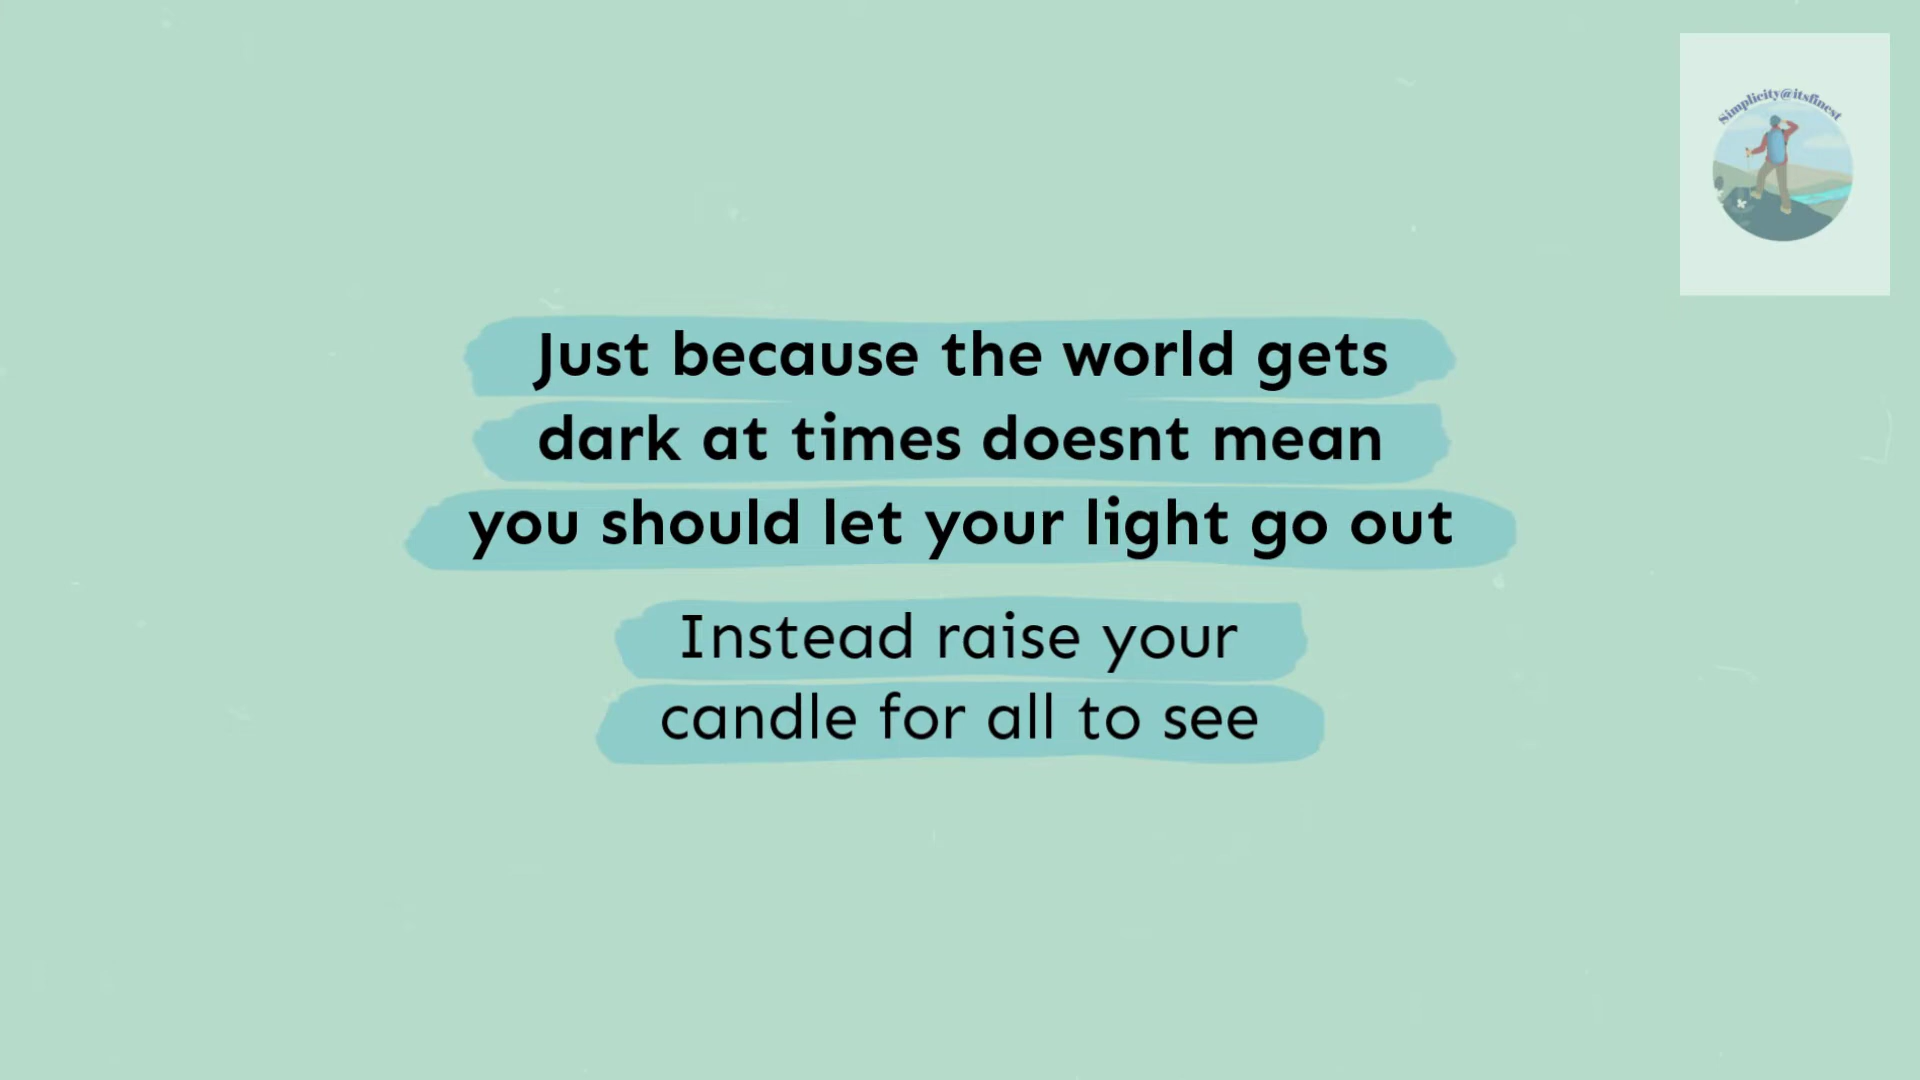 Simplicity@itsfinest
Just because the world gets
dark at times doesnt mean
you should let your light go out
Instead raise your
candle for all to see